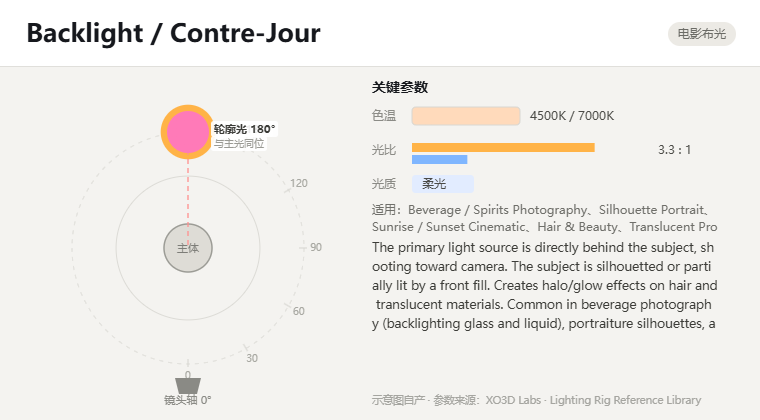 Backlight / Contre-Jour
电影布光
轮廓光 180°
与主光同位
120
90
60
30
0
主体
镜头轴 0°
关键参数
色温 4500K / 7000K
光比 3.3 : 1
光质 柔光
适用：Beverage / Spirits Photography、Silhouette Portrait、
Sunrise / Sunset Cinematic、Hair & Beauty、Translucent Pro
The primary light source is directly behind the subject, sh
ooting toward camera. The subject is silhouetted or parti
ally lit by a front fill. Creates halo/glow effects on hair and
translucent materials. Common in beverage photograph
y (backlighting glass and liquid), portraiture silhouettes, a
示意图自产 · 参数来源：XO3D Labs · Lighting Rig Reference Library